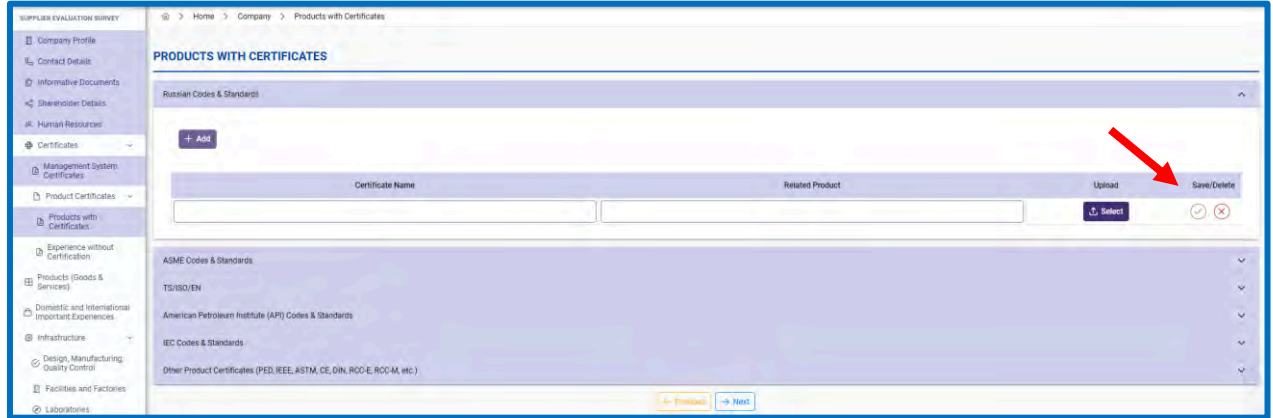 SUPPLIER EVALUATION SURVEY
Home > Company > Products with Certificates
Company Profile
Contact Details
Informative Documents
Shareholder Details
Human Resources
Certificates
Management System
Certificates
Product Certificates
Products with
Certificates
Experience without
Certification
Products (Goods &
Services)
Domestic and International
Important Experiences
Infrastructure
Design, Manufacturing,
Quality Control
Facilities and Factories
Laboratories
PRODUCTS WITH CERTIFICATES
Russian Codes & Standards
+ Add
Certificate Name Related Product Upload Save/Delete
Select
ASME Codes & Standards
TS/ISO/EN
American Petroleum Institute (API) Codes & Standards
IEC Codes & Standards
Other Product Certificates (PED, IEEE, ASTM, CE, DIN, RCC-E, RCC-M, etc.)
← Previous → Next